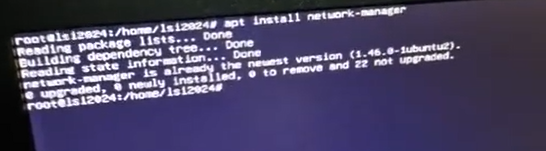 root@lsi2024:/home/lsi2024# apt install network-manager
Reading package lists... Done
Building dependency tree... Done
Reading state information... Done
network-manager is already the newest version (1.46.0-1ubuntu2).
0 upgraded, 0 newly installed, 0 to remove and 22 not upgraded.
root@lsi2024:/home/lsi2024#